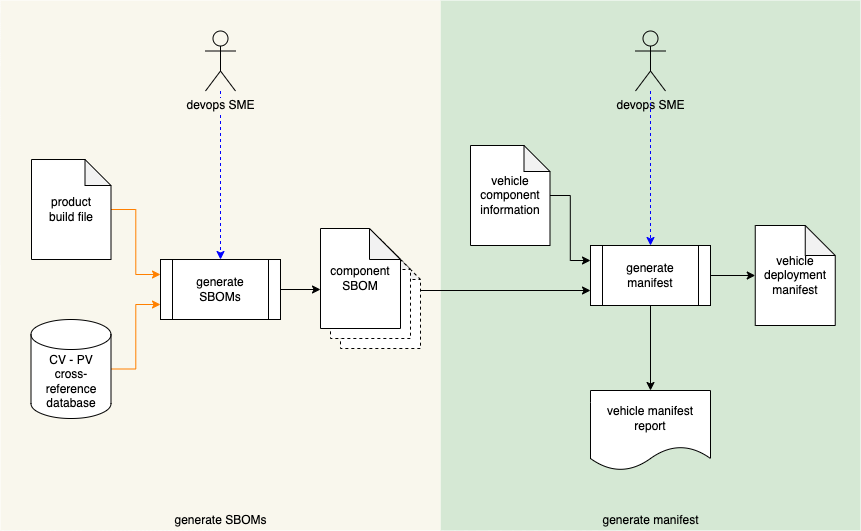 devops SME
product
build file
generate
SBOMs
component
SBOM
CV - PV
cross-
reference
database
generate SBOMs
devops SME
vehicle
component
information
generate
manifest
vehicle
deployment
manifest
vehicle manifest
report
generate manifest